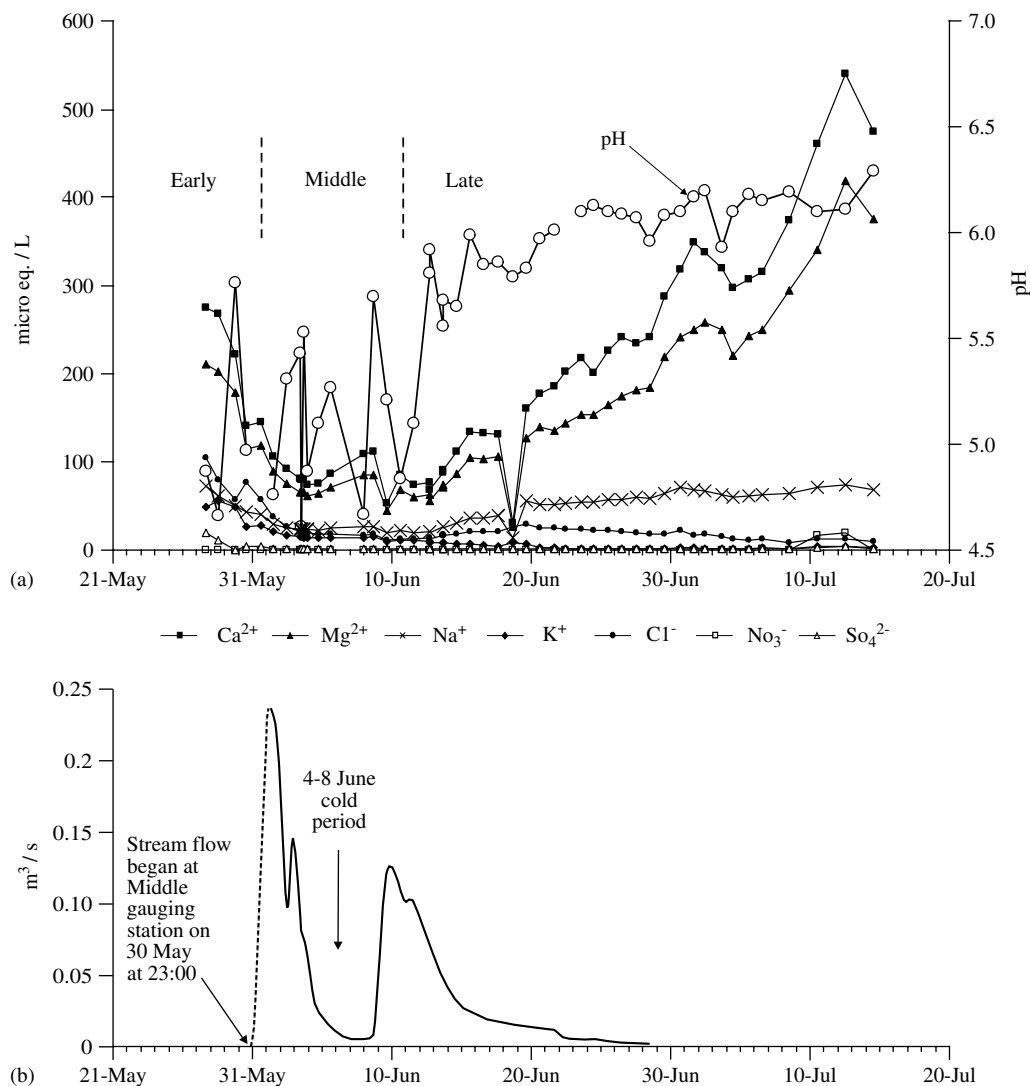 600
500
400
300
200
100
0
micro eq. / L
7.0
6.5
6.0
5.5
5.0
4.5
pH
Early
Middle
Late
pH
21-May
31-May
10-Jun
20-Jun
30-Jun
10-Jul
20-Jul
(a)
Ca²⁺
Mg²⁺
Na⁺
K⁺
C1⁻
No₃⁻
So₄²⁻
0.25
0.2
0.15
0.10
0.05
0
m³ / s
4-8 June
cold
period
Stream flow
began at
Middle
gauging
station on
30 May
at 23:00
21-May
31-May
10-Jun
20-Jun
30-Jun
10-Jul
20-Jul
(b)